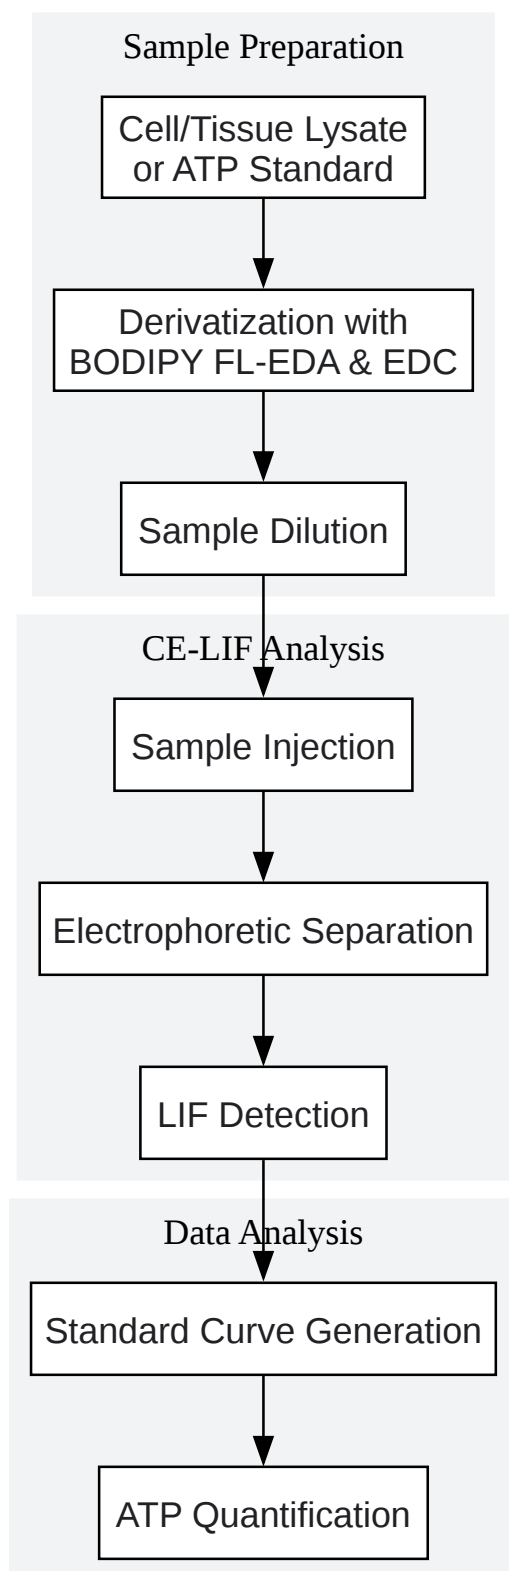 Sample Preparation
Cell/Tissue Lysate
or ATP Standard
Derivatization with
BODIPY FL-EDA & EDC
Sample Dilution
CE-LIF Analysis
Sample Injection
Electrophoretic Separation
LIF Detection
Data Analysis
Standard Curve Generation
ATP Quantification